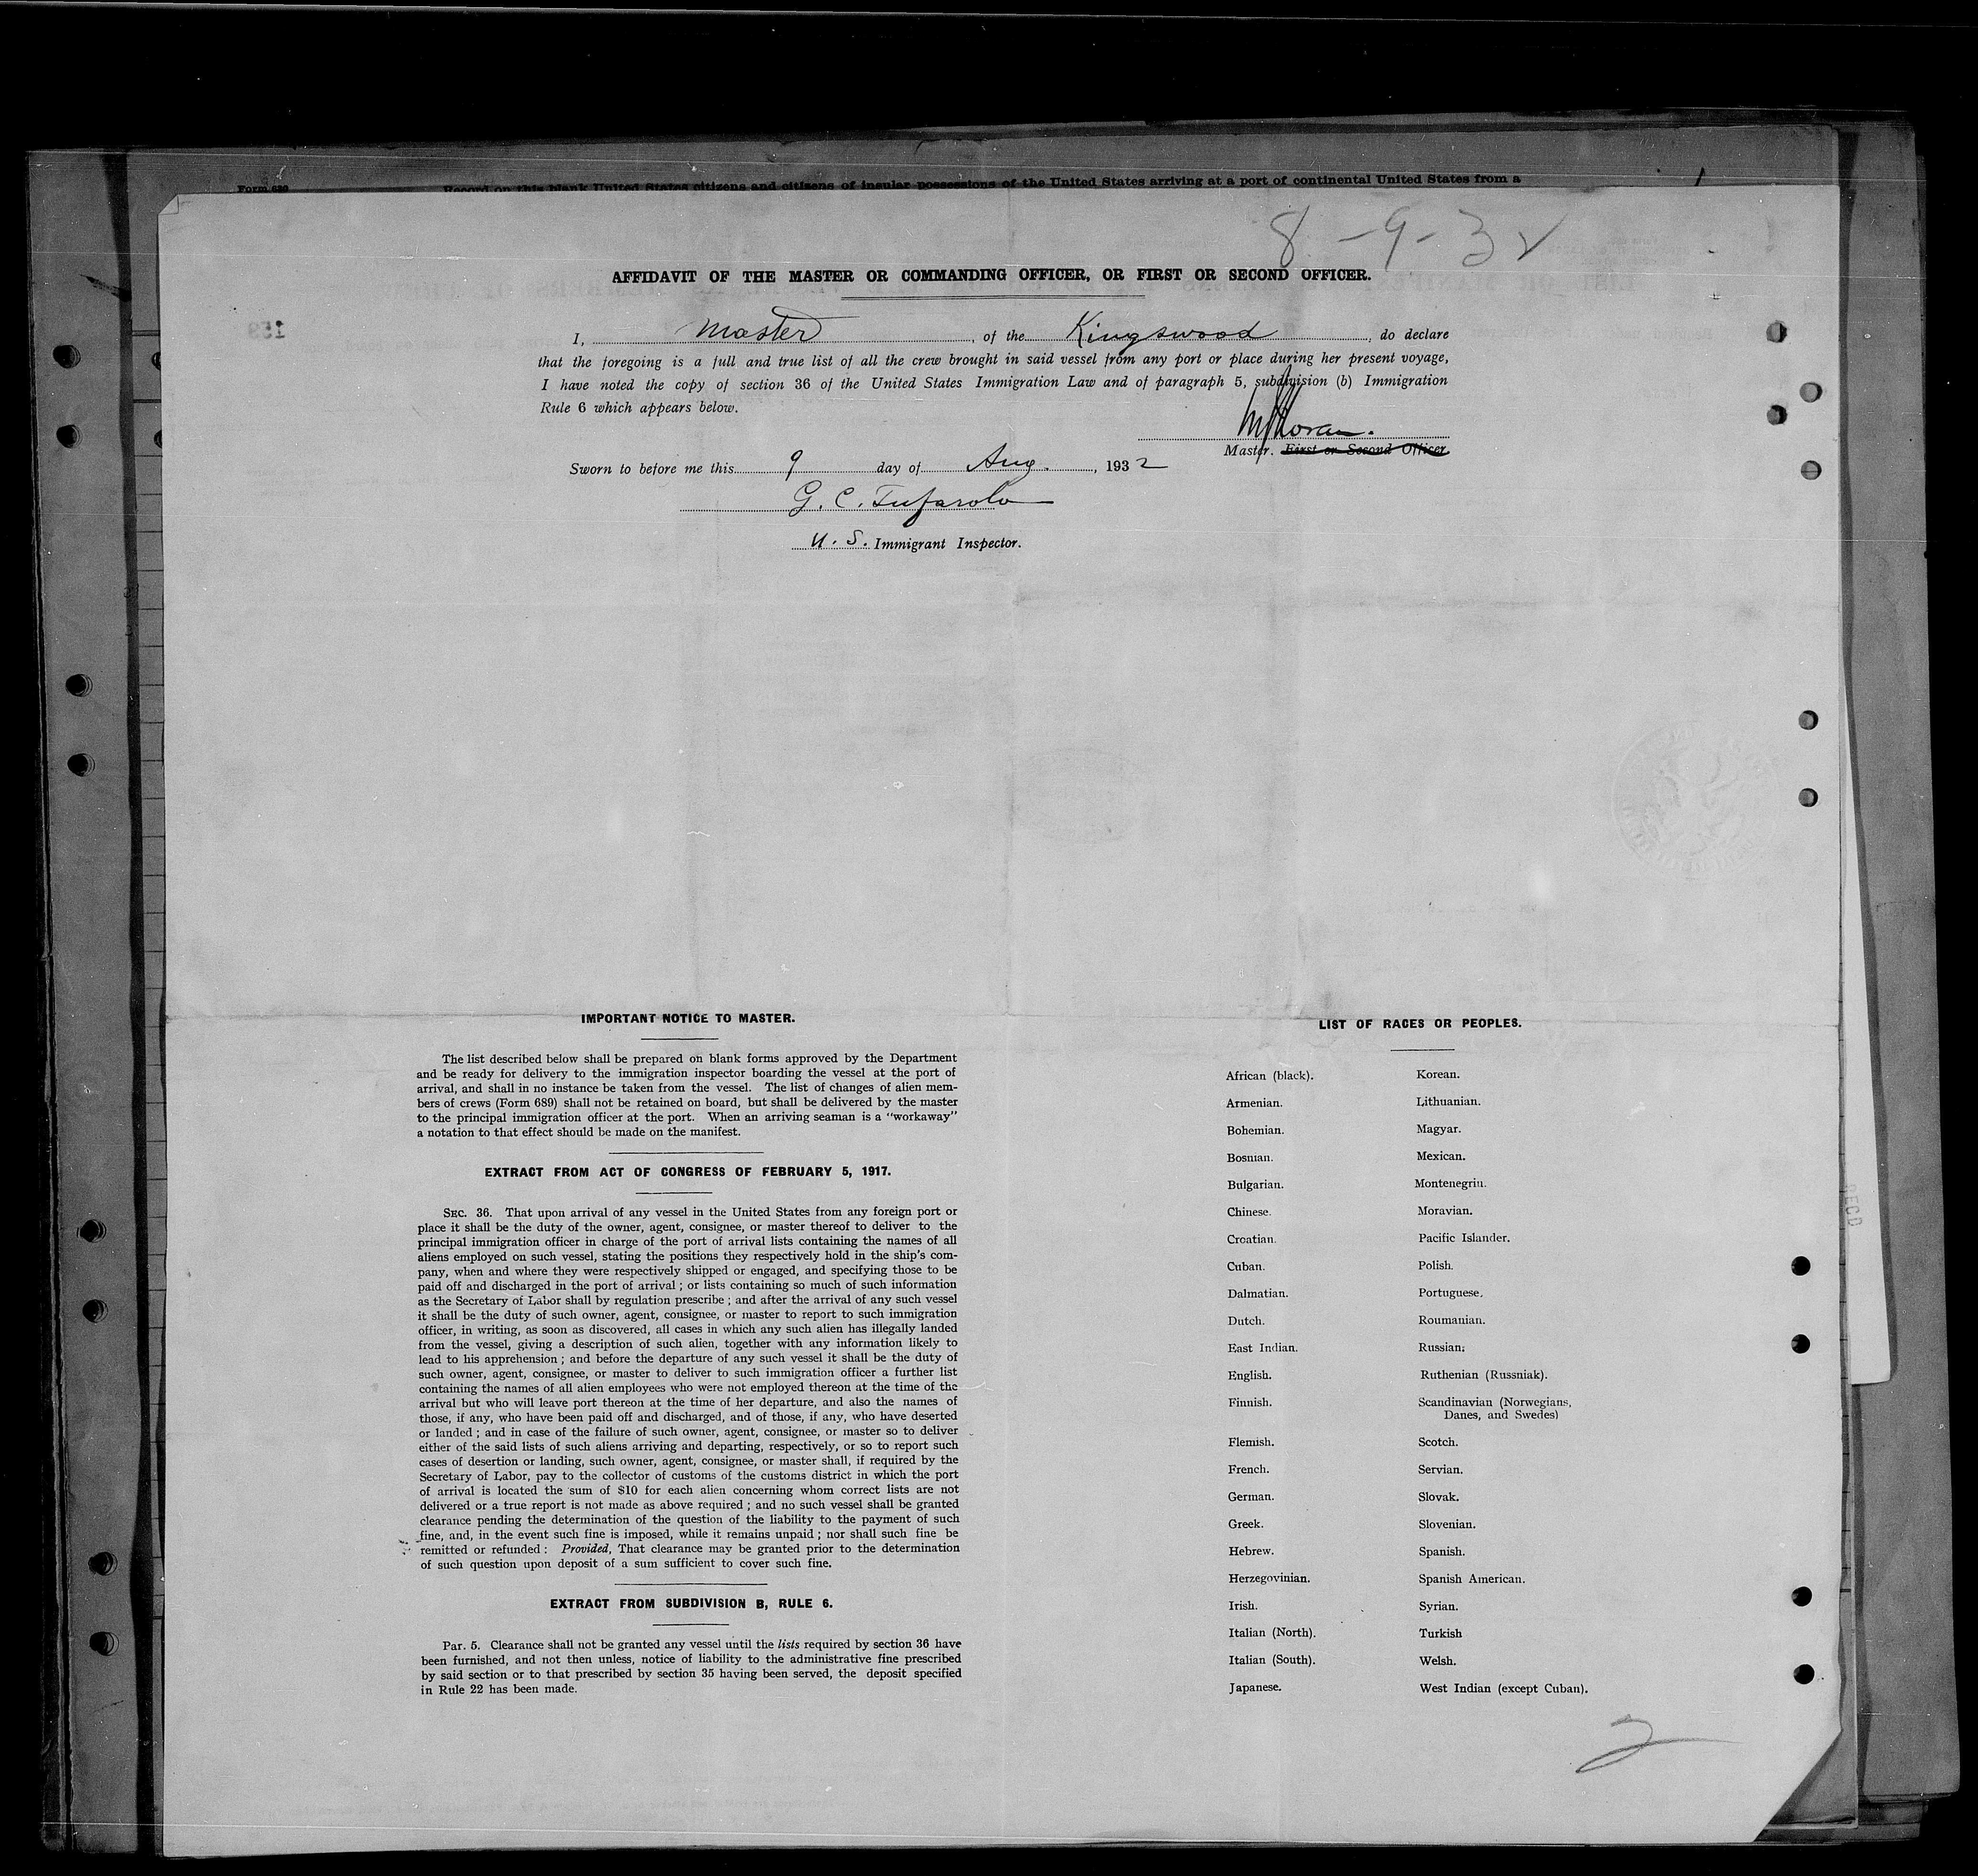 Form 689
Record on this blank United States citizens and citizens of insular possessions of the United States arriving at a port of continental United States from a
8-9-32
AFFIDAVIT OF THE MASTER OR COMMANDING OFFICER, OR FIRST OR SECOND OFFICER.
I, Master, of the Kingswood, do declare
that the foregoing is a full and true list of all the crew brought in said vessel from any port or place during her present voyage,
I have noted the copy of section 36 of the United States Immigration Law and of paragraph 5, subdivision (b) Immigration
Rule 6 which appears below.
Master. First or Second Officer.
Sworn to before me this 9 day of Aug., 1932
G. C. Tufarolo
U. S. Immigrant Inspector.
IMPORTANT NOTICE TO MASTER.
The list described below shall be prepared on blank forms approved by the Department
and be ready for delivery to the immigration inspector boarding the vessel at the port of
arrival, and shall in no instance be taken from the vessel. The list of changes of alien mem-
bers of crews (Form 689) shall not be retained on board, but shall be delivered by the master
to the principal immigration officer at the port. When an arriving seaman is a "workaway"
a notation to that effect should be made on the manifest.
EXTRACT FROM ACT OF CONGRESS OF FEBRUARY 5, 1917.
SEC. 36. That upon arrival of any vessel in the United States from any foreign port or
place it shall be the duty of the owner, agent, consignee, or master thereof to deliver to the
principal immigration officer in charge of the port of arrival lists containing the names of all
aliens employed on such vessel, stating the positions they respectively hold in the ship's com-
pany, when and where they were respectively shipped or engaged, and specifying those to be
paid off and discharged in the port of arrival; or lists containing so much of such information
as the Secretary of Labor shall by regulation prescribe; and after the arrival of any such vessel
it shall be the duty of such owner, agent, consignee, or master to report to such immigration
officer, in writing, as soon as discovered, all cases in which any such alien has illegally landed
from the vessel, giving a description of such alien, together with any information likely to
lead to his apprehension; and before the departure of any such vessel it shall be the duty of
such owner, agent, consignee, or master to deliver to such immigration officer a further list
containing the names of all alien employees who were not employed thereon at the time of the
arrival but who will leave port thereon at the time of her departure, and also the names of
those, if any, who have been paid off and discharged, and of those, if any, who have deserted
or landed; and in case of the failure of such owner, agent, consignee, or master so to deliver
either of the said lists of such aliens arriving and departing, respectively, or so to report such
cases of desertion or landing, such owner, agent, consignee, or master shall, if required by the
Secretary of Labor, pay to the collector of customs of the customs district in which the port
of arrival is located the sum of $10 for each alien concerning whom correct lists are not
delivered or a true report is not made as above required; and no such vessel shall be granted
clearance pending the determination of the question of the liability to the payment of such
fine, and, in the event such fine is imposed, while it remains unpaid; nor shall such fine be
remitted or refunded: Provided, That clearance may be granted prior to the determination
of such question upon deposit of a sum sufficient to cover such fine.
EXTRACT FROM SUBDIVISION B, RULE 6.
Par. 5. Clearance shall not be granted any vessel until the lists required by section 36 have
been furnished, and not then unless, notice of liability to the administrative fine prescribed
by said section or to that prescribed by section 35 having been served, the deposit specified
in Rule 22 has been made.
LIST OF RACES OR PEOPLES.
African (black). Korean.
Armenian. Lithuanian.
Bohemian. Magyar.
Bosnian. Mexican.
Bulgarian. Montenegrin.
Chinese. Moravian.
Croatian. Pacific Islander.
Cuban. Polish.
Dalmatian. Portuguese.
Dutch. Roumanian.
East Indian. Russian.
English. Ruthenian (Russniak).
Finnish. Scandinavian (Norwegians,
Danes, and Swedes)
Flemish. Scotch.
French. Servian.
German. Slovak.
Greek. Slovenian.
Hebrew. Spanish.
Herzegovinian. Spanish American.
Irish. Syrian.
Italian (North). Turkish
Italian (South). Welsh.
Japanese. West Indian (except Cuban).
2